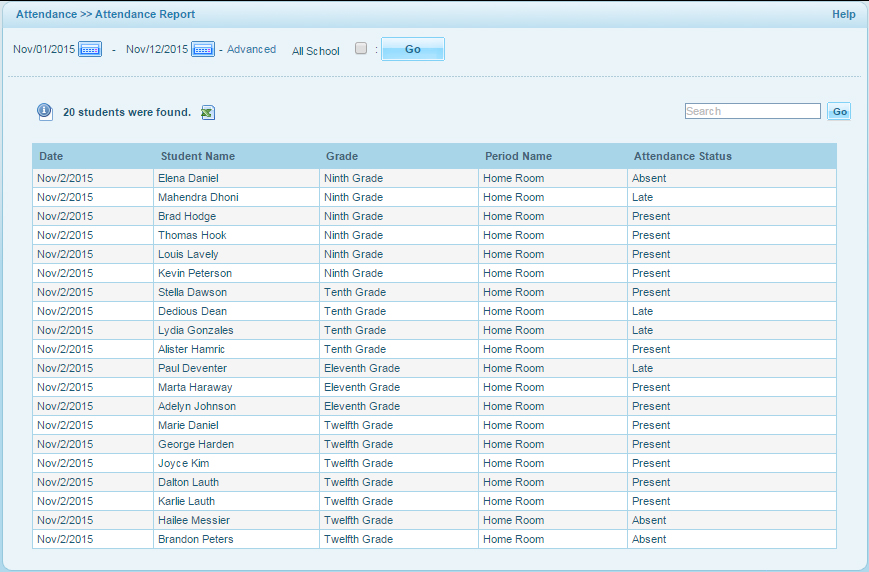 Attendance >> Attendance Report Help
Nov/01/2015 - Nov/12/2015 - Advanced All School : Go
20 students were found. Search Go
Date Student Name Grade Period Name Attendance Status
Nov/2/2015 Elena Daniel Ninth Grade Home Room Absent
Nov/2/2015 Mahendra Dhoni Ninth Grade Home Room Late
Nov/2/2015 Brad Hodge Ninth Grade Home Room Present
Nov/2/2015 Thomas Hook Ninth Grade Home Room Present
Nov/2/2015 Louis Lavely Ninth Grade Home Room Present
Nov/2/2015 Kevin Peterson Ninth Grade Home Room Present
Nov/2/2015 Stella Dawson Tenth Grade Home Room Present
Nov/2/2015 Dedious Dean Tenth Grade Home Room Late
Nov/2/2015 Lydia Gonzales Tenth Grade Home Room Late
Nov/2/2015 Alister Hamric Tenth Grade Home Room Present
Nov/2/2015 Paul Deventer Eleventh Grade Home Room Late
Nov/2/2015 Marta Haraway Eleventh Grade Home Room Present
Nov/2/2015 Adelyn Johnson Eleventh Grade Home Room Present
Nov/2/2015 Marie Daniel Twelfth Grade Home Room Present
Nov/2/2015 George Harden Twelfth Grade Home Room Present
Nov/2/2015 Joyce Kim Twelfth Grade Home Room Present
Nov/2/2015 Dalton Lauth Twelfth Grade Home Room Present
Nov/2/2015 Karlie Lauth Twelfth Grade Home Room Present
Nov/2/2015 Hailee Messier Twelfth Grade Home Room Absent
Nov/2/2015 Brandon Peters Twelfth Grade Home Room Absent